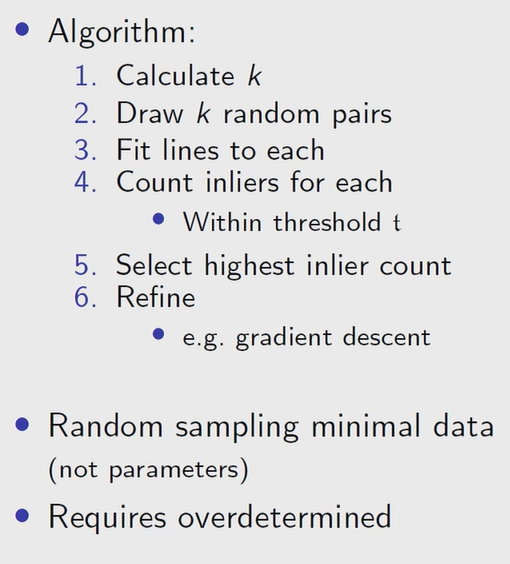 • Algorithm:
1. Calculate k
2. Draw k random pairs
3. Fit lines to each
4. Count inliers for each
• Within threshold t
5. Select highest inlier count
6. Refine
• e.g. gradient descent
• Random sampling minimal data
(not parameters)
• Requires overdetermined